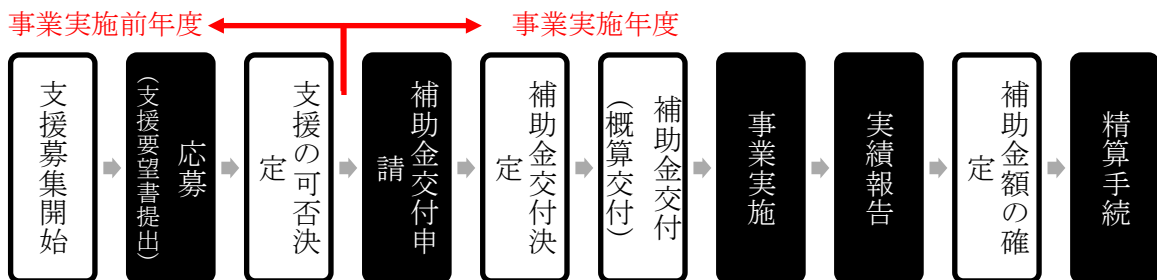 事業実施前年度
事業実施年度
支援募集開始
応募
(支援要望書提出)
支援の可否決
定
補助金交付申
請
補助金交付決
定
補助金交付
(概算交付)
事業実施
実績報告
補助金額の確
定
精算手続